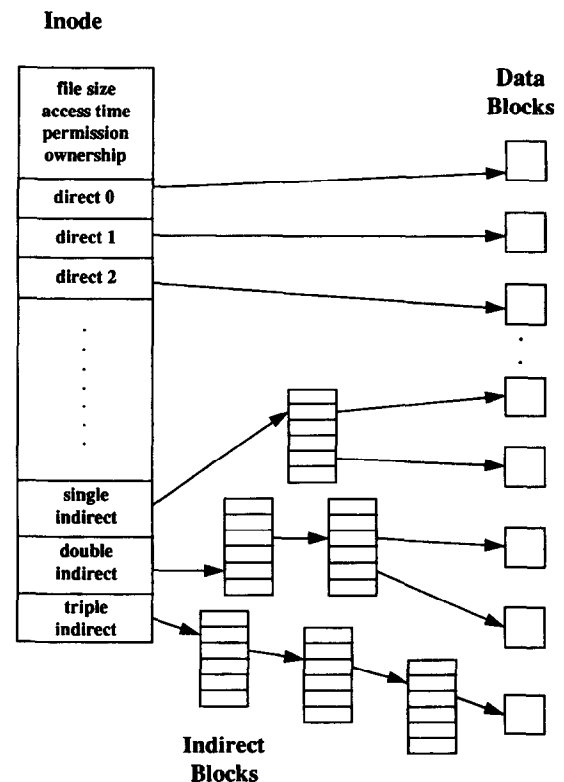 Inode
file size
access time
permission
ownership
direct 0
direct 1
direct 2
single
indirect
double
indirect
triple
indirect
Data
Blocks
Indirect
Blocks